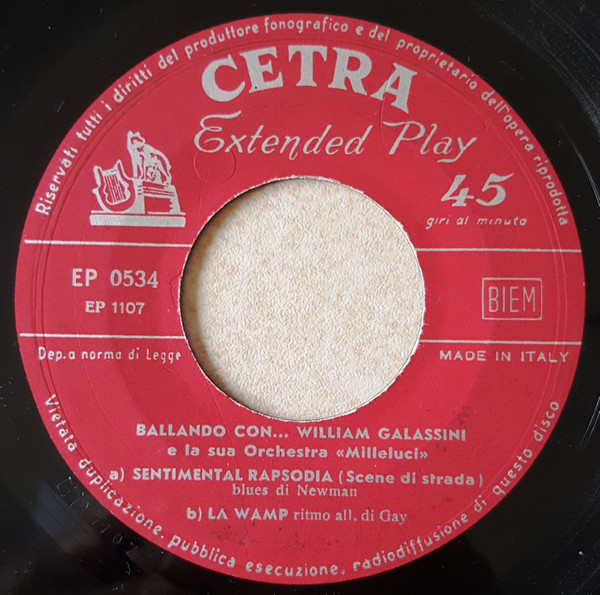 Riservati tutti i diritti del produttore fonografico e del proprietario dell'opera riprodotta
CETRA
Extended Play
45
giri al minuto
EP 0534
EP 1107
BIEM
Dep. a norma di Legge
MADE IN ITALY
BALLANDO CON... WILLIAM GALASSINI
e la sua Orchestra «Milleluci»
a) SENTIMENTAL RAPSODIA (Scene di strada)
blues di Newman
b) LA WAMP ritmo all. di Gay
Vietata duplicazione, pubblica esecuzione, radiodiffusione di questo disco